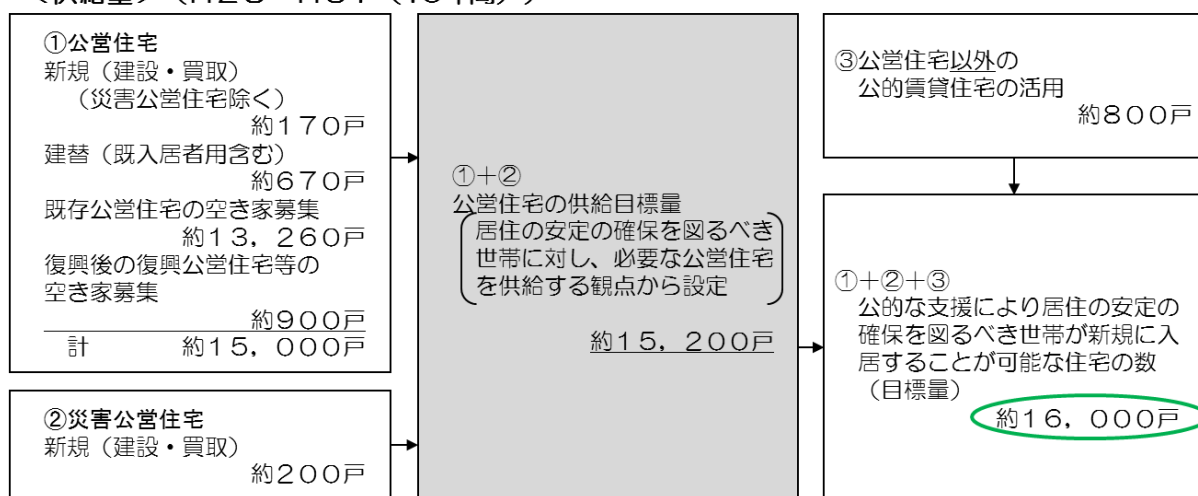 ①公営住宅
新規（建設・買取）
（災害公営住宅除く）
約１７０戸
建替（既入居者用含む）
約６７０戸
既存公営住宅の空き家募集
約１３，２６０戸
復興後の復興公営住宅等の
空き家募集
約９００戸
計　約１５，０００戸
②災害公営住宅
新規（建設・買取）
約２００戸
①＋②
公営住宅の供給目標量
居住の安定の確保を図るべき
世帯に対し、必要な公営住宅
を供給する観点から設定
約１５，２００戸
③公営住宅以外の
公的賃貸住宅の活用
約８００戸
①＋②＋③
公的な支援により居住の安定の
確保を図るべき世帯が新規に入
居することが可能な住宅の数
（目標量）
約１６，０００戸